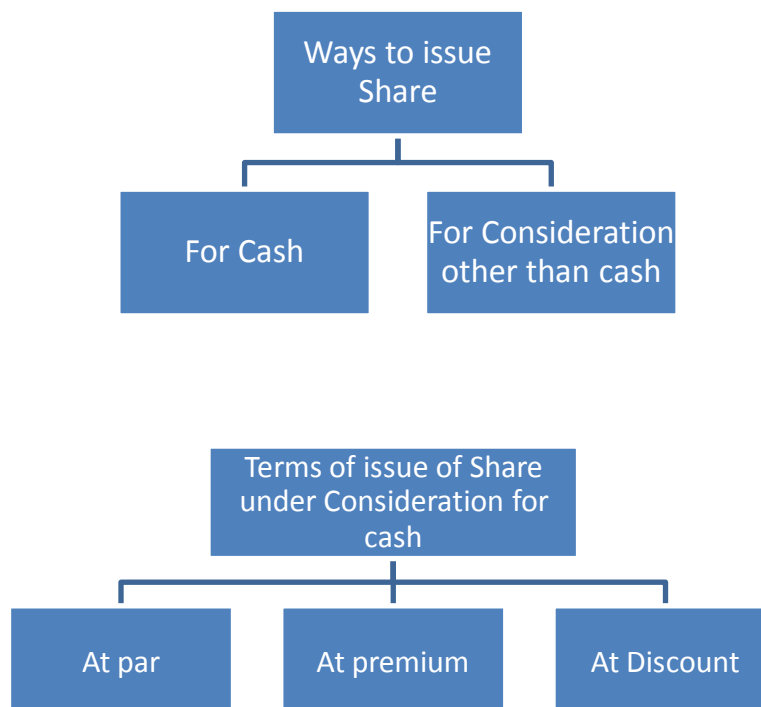 Ways to issue
Share
For Cash
For Consideration
other than cash
Terms of issue of Share
under Consideration for
cash
At par
At premium
At Discount